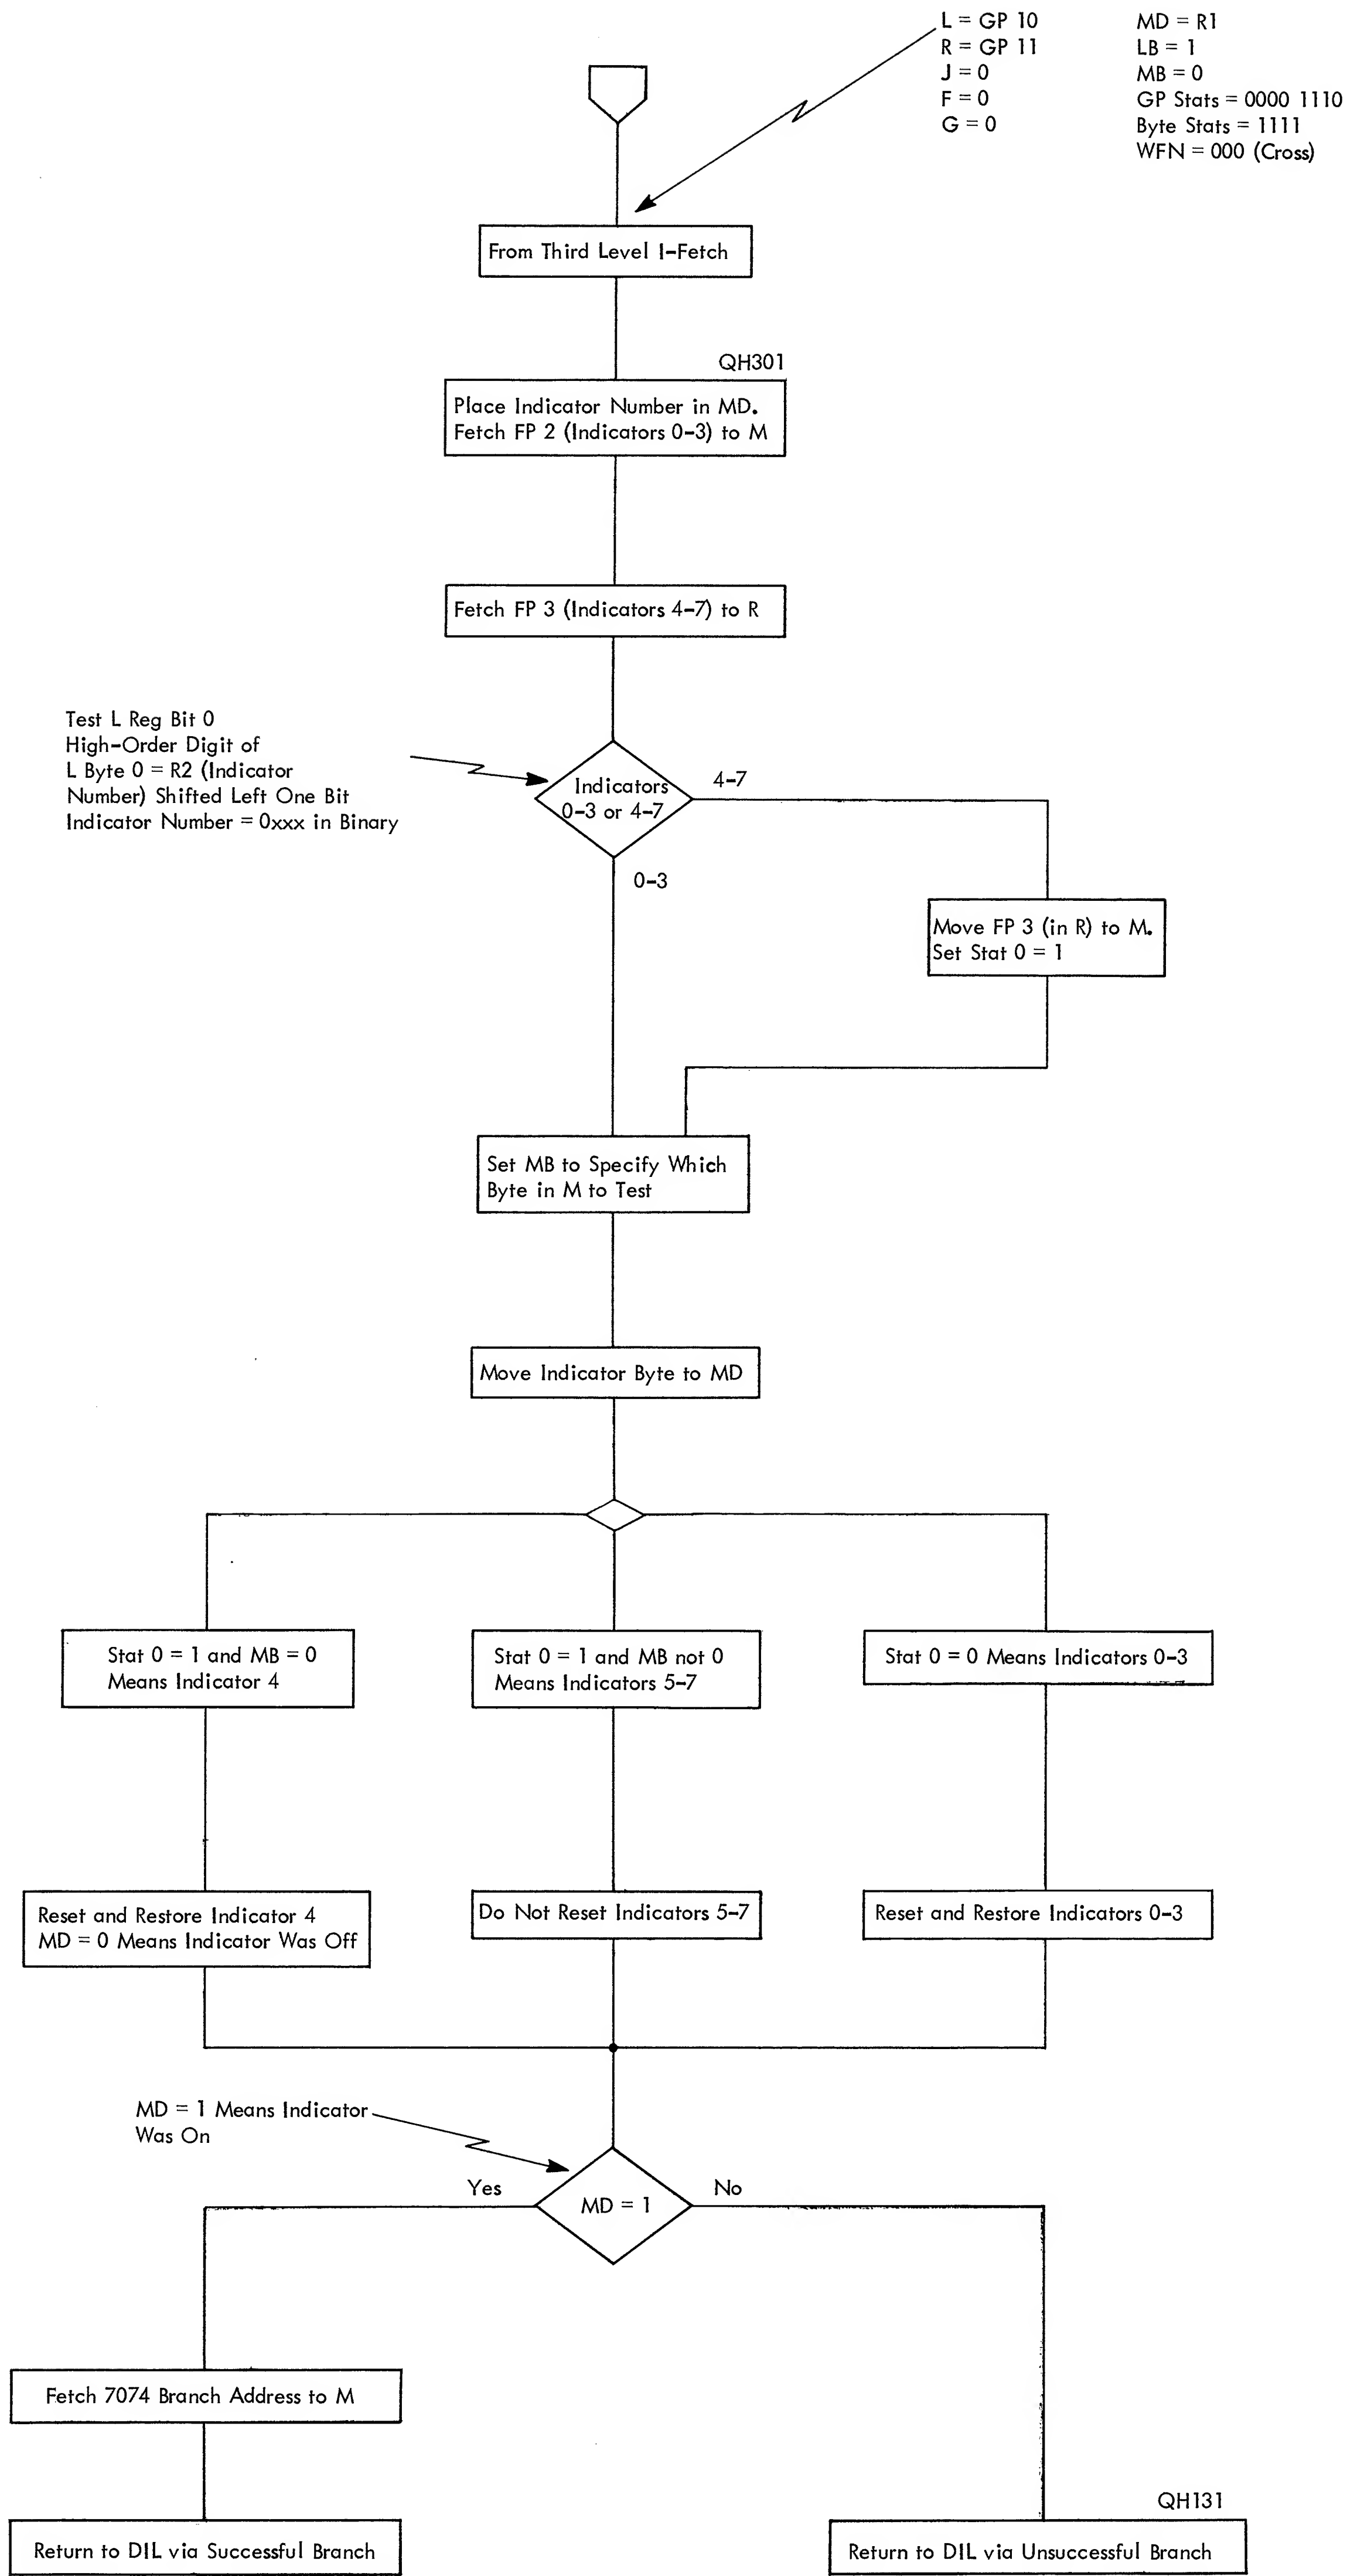 L = GP 10
R = GP 11
J = 0
F = 0
G = 0
MD = R1
LB = 1
MB = 0
GP Stats = 0000 1110
Byte Stats = 1111
WFN = 000 (Cross)
From Third Level I-Fetch
QH301
Place Indicator Number in MD.
Fetch FP 2 (Indicators 0-3) to M
Fetch FP 3 (Indicators 4-7) to R
Test L Reg Bit 0
High-Order Digit of
L Byte 0 = R2 (Indicator
Number) Shifted Left One Bit
Indicator Number = 0xxx in Binary
Indicators
0-3 or 4-7
4-7
0-3
Move FP 3 (in R) to M.
Set Stat 0 = 1
Set MB to Specify Which
Byte in M to Test
Move Indicator Byte to MD
Stat 0 = 1 and MB = 0
Means Indicator 4
Stat 0 = 1 and MB not 0
Means Indicators 5-7
Stat 0 = 0 Means Indicators 0-3
Reset and Restore Indicator 4
MD = 0 Means Indicator Was Off
Do Not Reset Indicators 5-7
Reset and Restore Indicators 0-3
MD = 1 Means Indicator
Was On
Yes
MD = 1
No
Fetch 7074 Branch Address to M
QH131
Return to DIL via Successful Branch
Return to DIL via Unsuccessful Branch